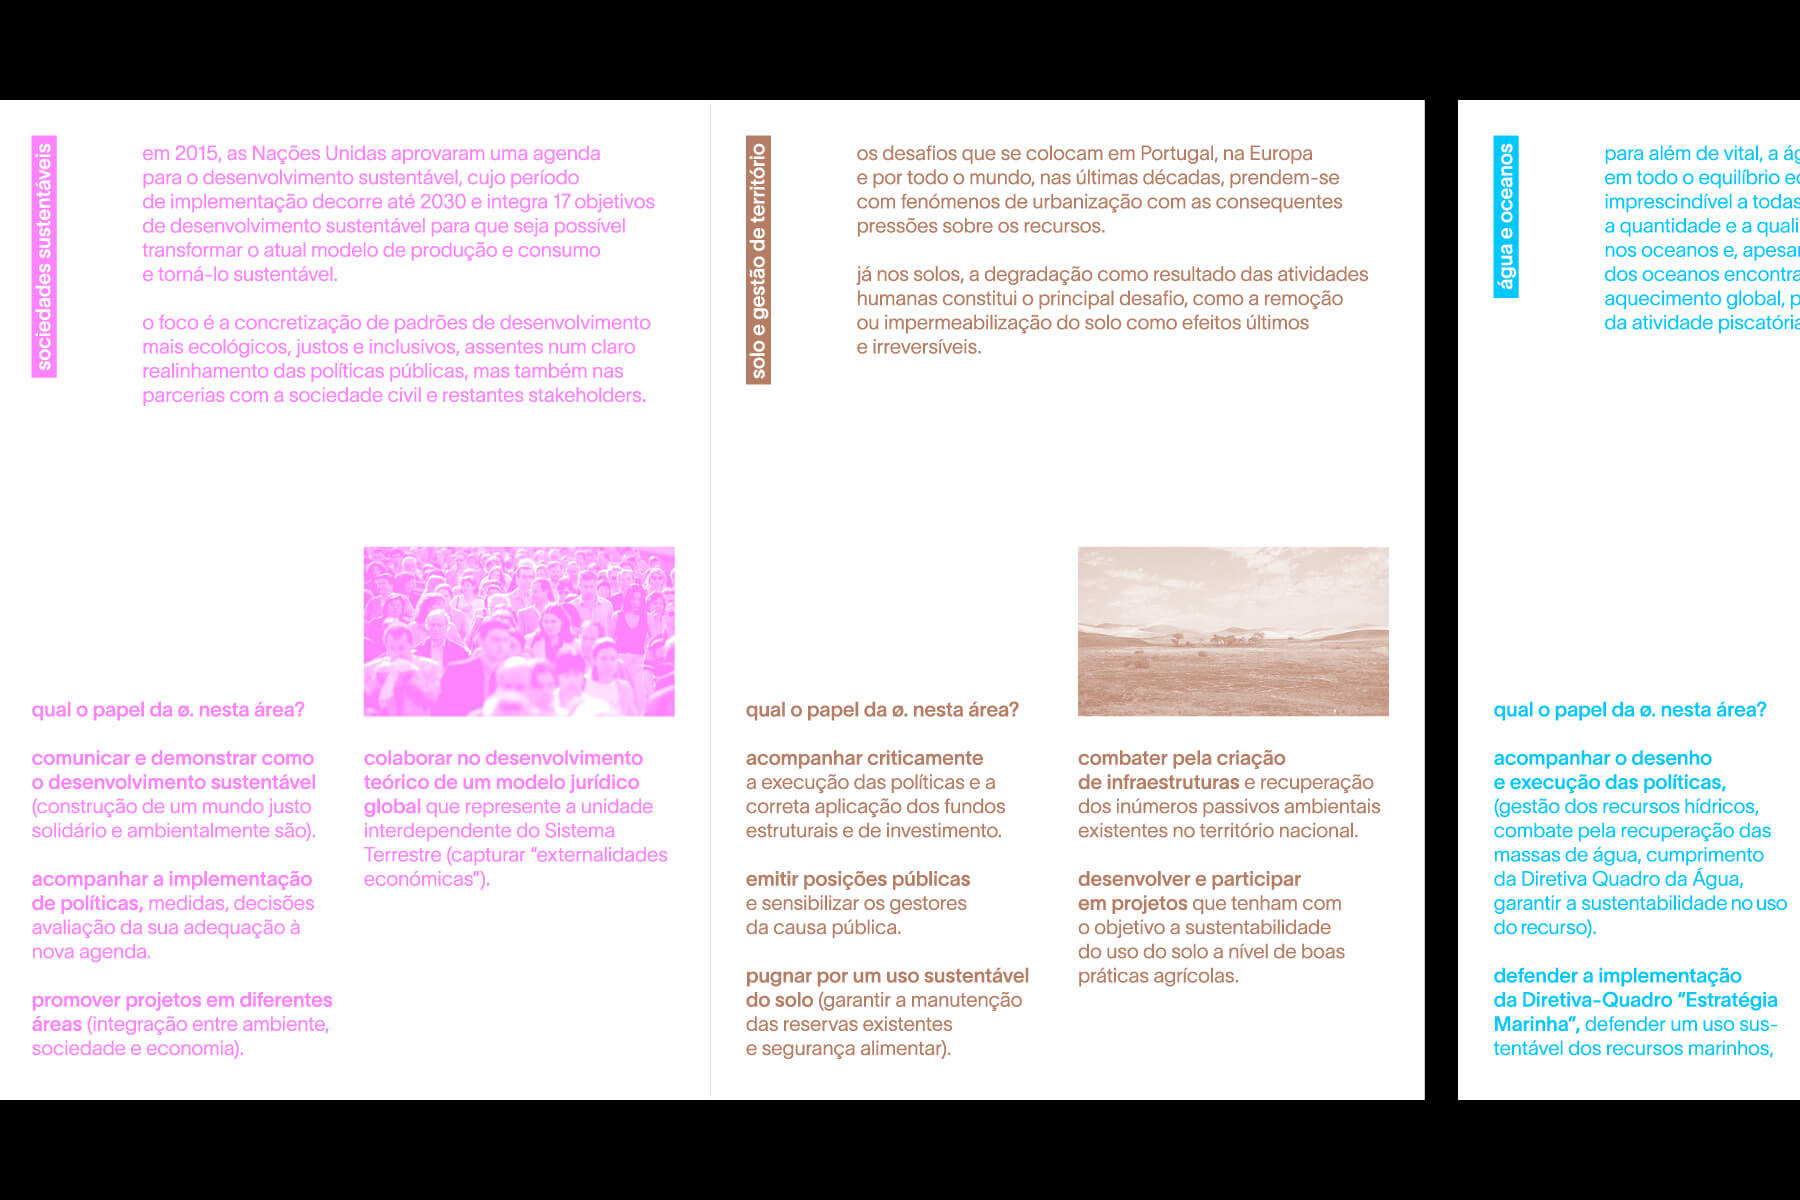 sociedades sustentáveis
em 2015, as Nações Unidas aprovaram uma agenda
para o desenvolvimento sustentável, cujo período
de implementação decorre até 2030 e integra 17 objetivos
de desenvolvimento sustentável para que seja possível
transformar o atual modelo de produção e consumo
e torná-lo sustentável.
o foco é a concretização de padrões de desenvolvimento
mais ecológicos, justos e inclusivos, assentes num claro
realinhamento das políticas públicas, mas também nas
parcerias com a sociedade civil e restantes stakeholders.
qual o papel da ø. nesta área?
comunicar e demonstrar como
o desenvolvimento sustentável
(construção de um mundo justo
solidário e ambientalmente são).
acompanhar a implementação
de políticas, medidas, decisões
avaliação da sua adequação à
nova agenda.
promover projetos em diferentes
áreas (integração entre ambiente,
sociedade e economia).
colaborar no desenvolvimento
teórico de um modelo jurídico
global que represente a unidade
interdependente do Sistema
Terrestre (capturar “externalidades
económicas”).
solo e gestão de território
os desafios que se colocam em Portugal, na Europa
e por todo o mundo, nas últimas décadas, prendem-se
com fenómenos de urbanização com as consequentes
pressões sobre os recursos.
já nos solos, a degradação como resultado das atividades
humanas constitui o principal desafio, como a remoção
ou impermeabilização do solo como efeitos últimos
e irreversíveis.
qual o papel da ø. nesta área?
acompanhar criticamente
a execução das políticas e a
correta aplicação dos fundos
estruturais e de investimento.
emitir posições públicas
e sensibilizar os gestores
da causa pública.
pugnar por um uso sustentável
do solo (garantir a manutenção
das reservas existentes
e segurança alimentar).
combater pela criação
de infraestruturas e recuperação
dos inúmeros passivos ambientais
existentes no território nacional.
desenvolver e participar
em projetos que tenham com
o objetivo a sustentabilidade
do uso do solo a nível de boas
práticas agrícolas.
água e oceanos
para além de vital, a
em todo o equilíbrio
imprescindível a todas
a quantidade e a
nos oceanos e,
dos oceanos
aquecimento global,
da atividade
qual o papel da ø. nesta área?
acompanhar o desenho
e execução das políticas,
(gestão dos recursos hídricos,
combate pela recuperação das
massas de água, cumprimento
da Diretiva Quadro da Água,
garantir a sustentabilidade no uso
do recurso).
defender a implementação
da Diretiva-Quadro “Estratégia
Marinha”, defender um uso sus-
tentável dos recursos marinhos,